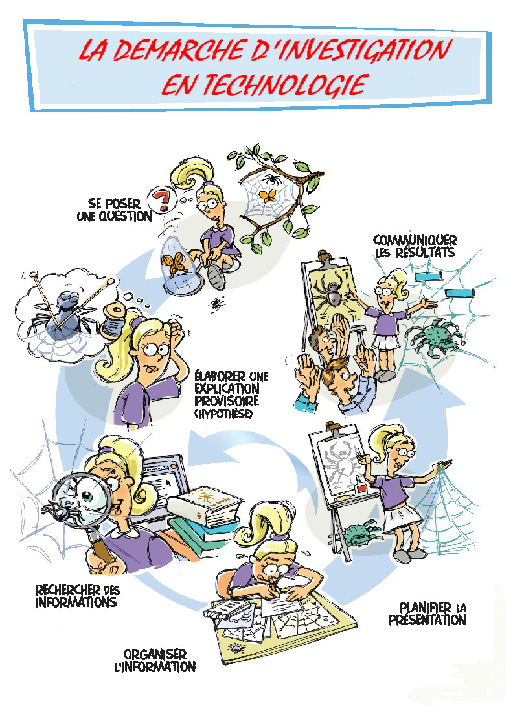 LA DEMARCHE D'INVESTIGATION
EN TECHNOLOGIE
SE POSER
UNE QUESTION
?
COMMUNIQUER
LES RÉSULTATS
ÉLABORER UNE
EXPLICATION
PROVISOIRE
(HYPOTHÈSE)
RECHERCHER DES
INFORMATIONS
ORGANISER
L'INFORMATION
PLANIFIER LA
PRÉSENTATION